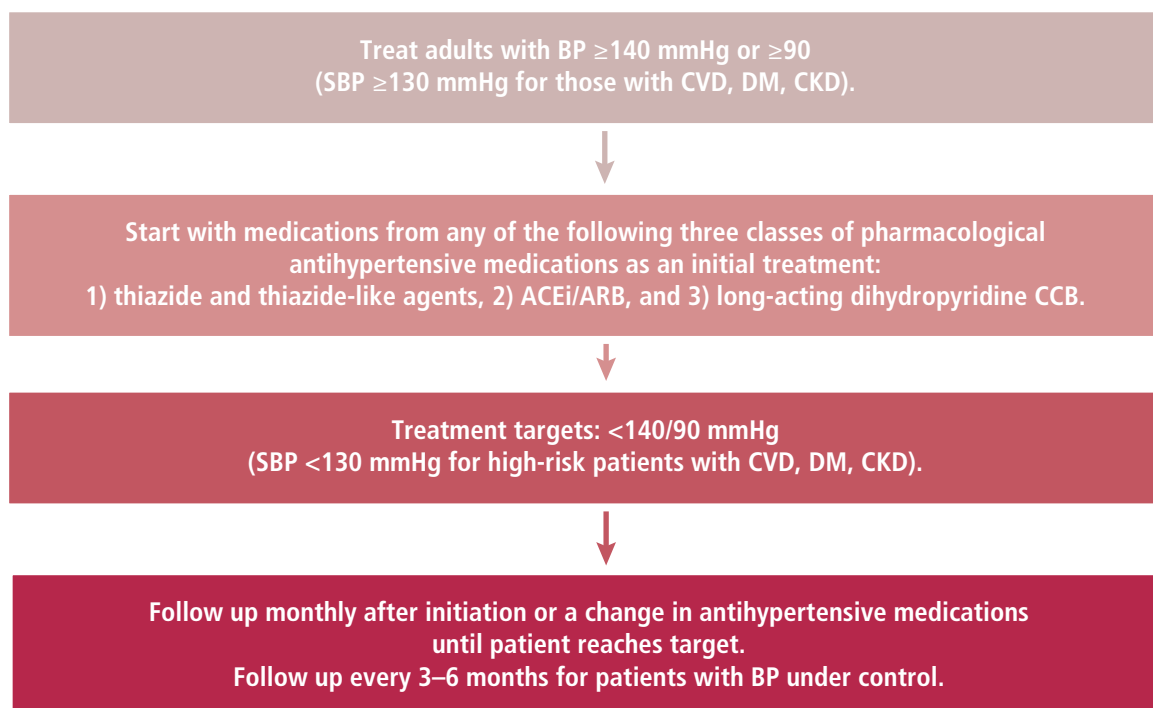 Treat adults with BP ≥140 mmHg or ≥90
(SBP ≥130 mmHg for those with CVD, DM, CKD).
Start with medications from any of the following three classes of pharmacological
antihypertensive medications as an initial treatment:
1) thiazide and thiazide-like agents, 2) ACEi/ARB, and 3) long-acting dihydropyridine CCB.
Treatment targets: <140/90 mmHg
(SBP <130 mmHg for high-risk patients with CVD, DM, CKD).
Follow up monthly after initiation or a change in antihypertensive medications
until patient reaches target.
Follow up every 3–6 months for patients with BP under control.